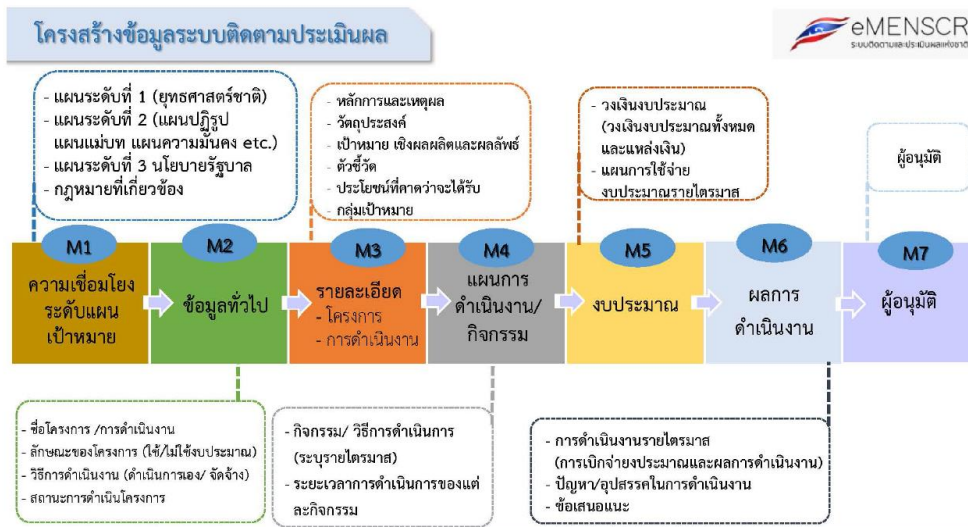 โครงสร้างข้อมูลระบบติดตามประเมินผล
eMENSCR
ระบบติดตามและประเมินผลแห่งชาติ
- แผนระดับที่ 1 (ยุทธศาสตร์ชาติ)
- แผนระดับที่ 2 (แผนปฏิรูป
แผนแม่บท แผนความมั่นคง etc.)
- แผนระดับที่ 3 นโยบายรัฐบาล
- กฎหมายที่เกี่ยวข้อง
- หลักการและเหตุผล
- วัตถุประสงค์
- เป้าหมาย เชิงผลผลิตและผลลัพธ์
- ตัวชี้วัด
- ประโยชน์ที่คาดว่าจะได้รับ
- กลุ่มเป้าหมาย
- วงเงินงบประมาณ
(วงเงินงบประมาณทั้งหมด
และแหล่งเงิน)
- แผนการใช้จ่าย
งบประมาณรายไตรมาส
ผู้อนุมัติ
M1
ความเชื่อมโยง
ระดับแผน
เป้าหมาย
M2
ข้อมูลทั่วไป
M3
รายละเอียด
- โครงการ
- การดำเนินงาน
M4
แผนการ
ดำเนินงาน/
กิจกรรม
M5
งบประมาณ
M6
ผลการ
ดำเนินงาน
M7
ผู้อนุมัติ
- ชื่อโครงการ /การดำเนินงาน
- ลักษณะของโครงการ (ใช้/ไม่ใช้งบประมาณ)
- วิธีการดำเนินงาน (ดำเนินการเอง/ จัดจ้าง)
- สถานะการดำเนินโครงการ
- กิจกรรม/ วิธีการดำเนินการ
(ระบุรายไตรมาส)
- ระยะเวลาการดำเนินการของแต่
ละกิจกรรม
- การดำเนินงานรายไตรมาส
(การเบิกจ่ายงประมาณและผลการดำเนินงาน)
- ปัญหา/อุปสรรคในการดำเนินงาน
- ข้อเสนอแนะ